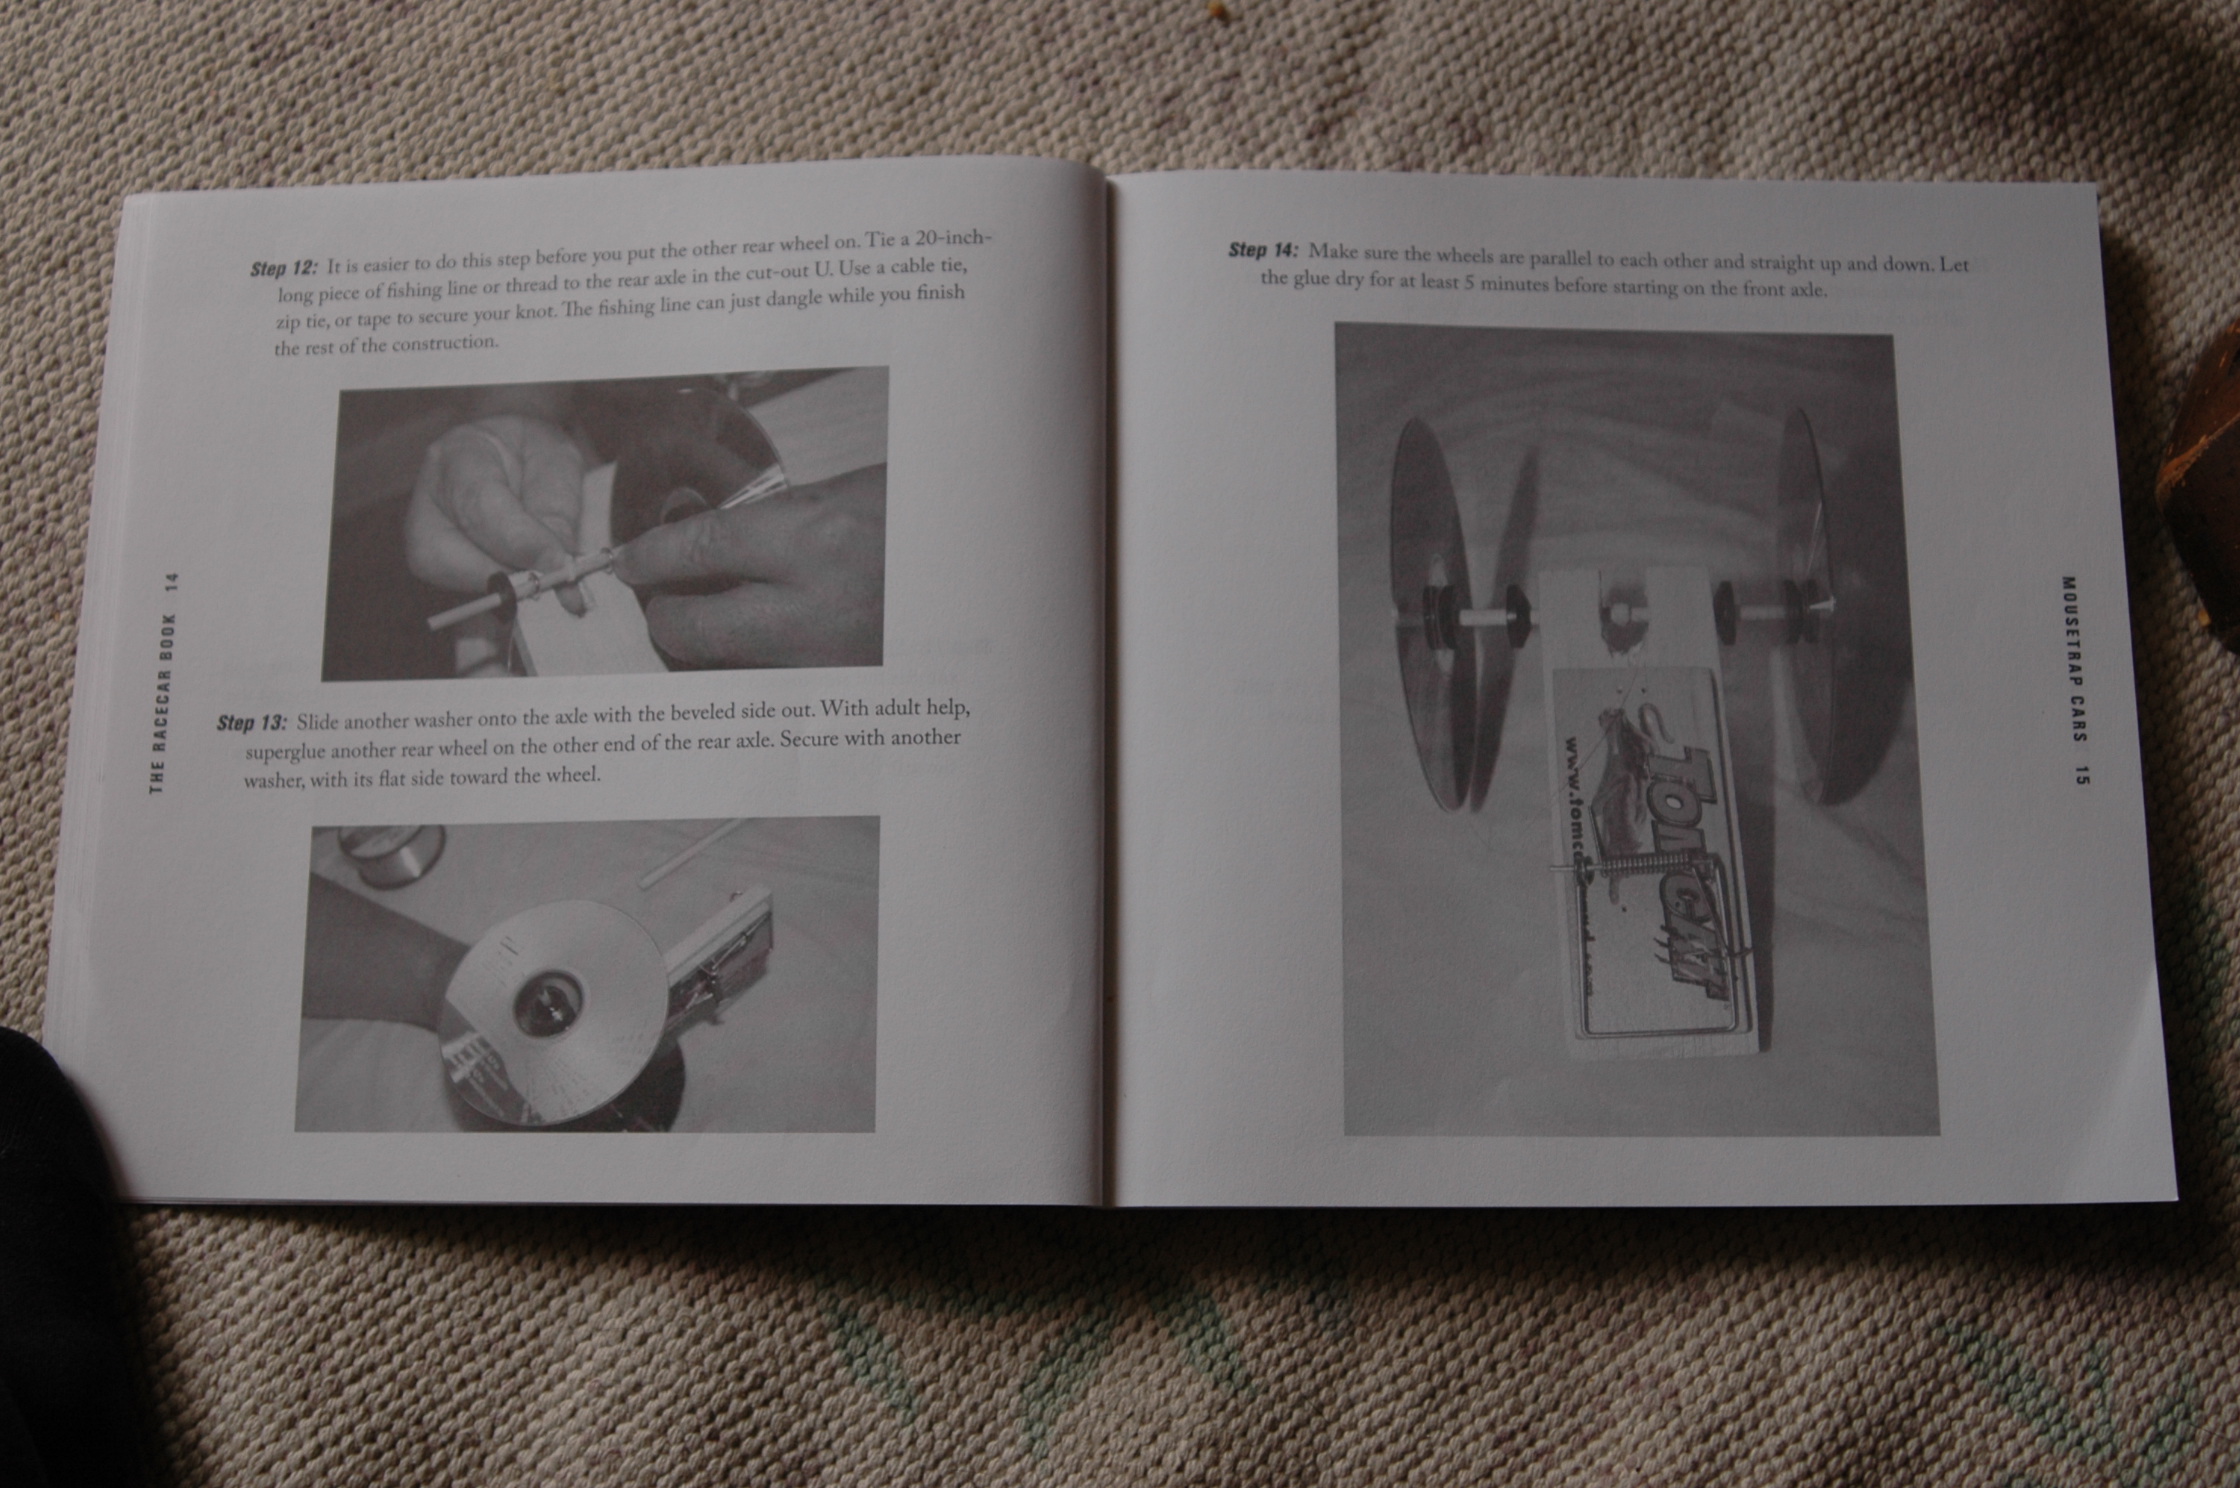 Step 12: It is easier to do this step before you put the other rear wheel on. Tie a 20-inch-
long piece of fishing line or thread to the rear axle in the cut-out U. Use a cable tie,
zip tie, or tape to secure your knot. The fishing line can just dangle while you finish
the rest of the construction.
Step 13: Slide another washer onto the axle with the beveled side out. With adult help,
superglue another rear wheel on the other end of the rear axle. Secure with another
washer, with its flat side toward the wheel.
THE RACECAR BOOK 14
Step 14: Make sure the wheels are parallel to each other and straight up and down. Let
the glue dry for at least 5 minutes before starting on the front axle.
TOMCAT
MOUSETRAP CARS 15